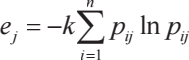 e_j = -k \sum_{i=1}^{n} p_{ij} \ln p_{ij}